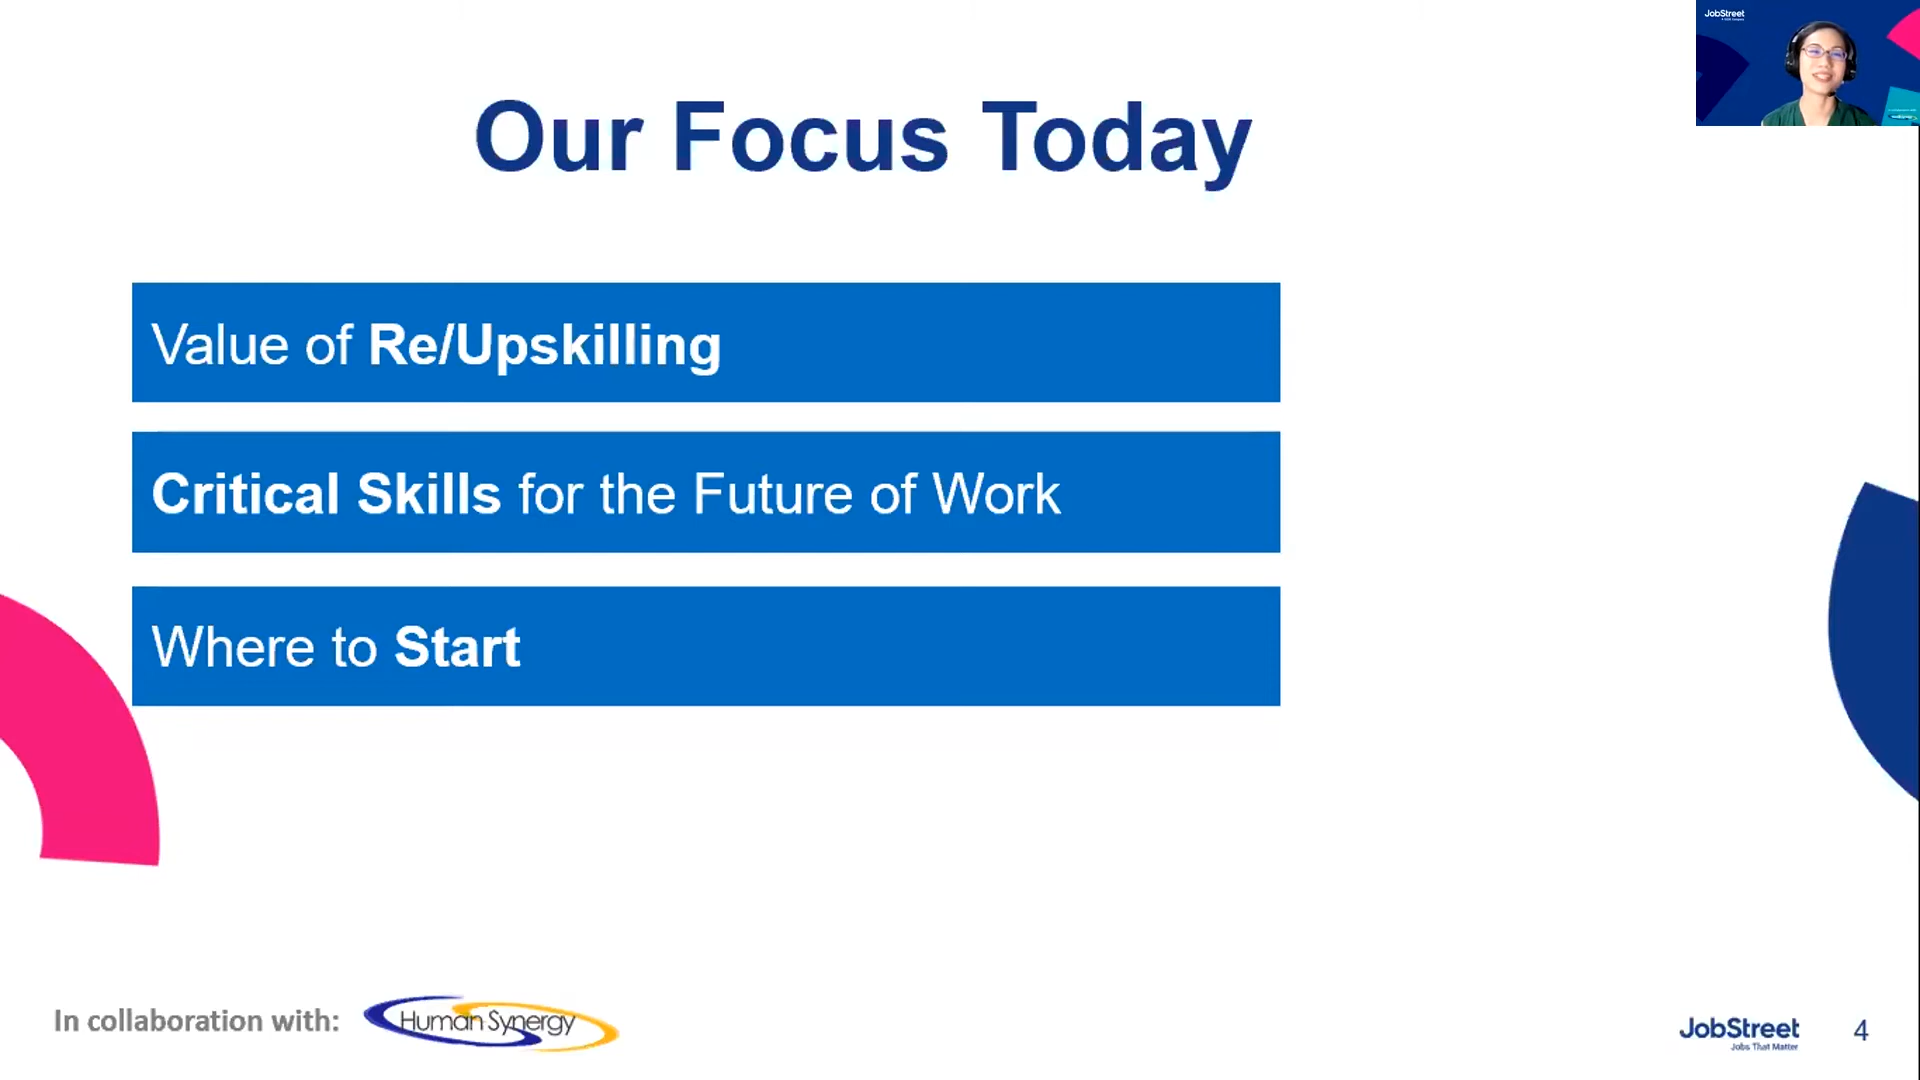 JobStreet
Our Focus Today
Value of Re/Upskilling
Critical Skills for the Future of Work
Where to Start
In collaboration with:
Human Synergy
JobStreet
Jobs That Matter
4